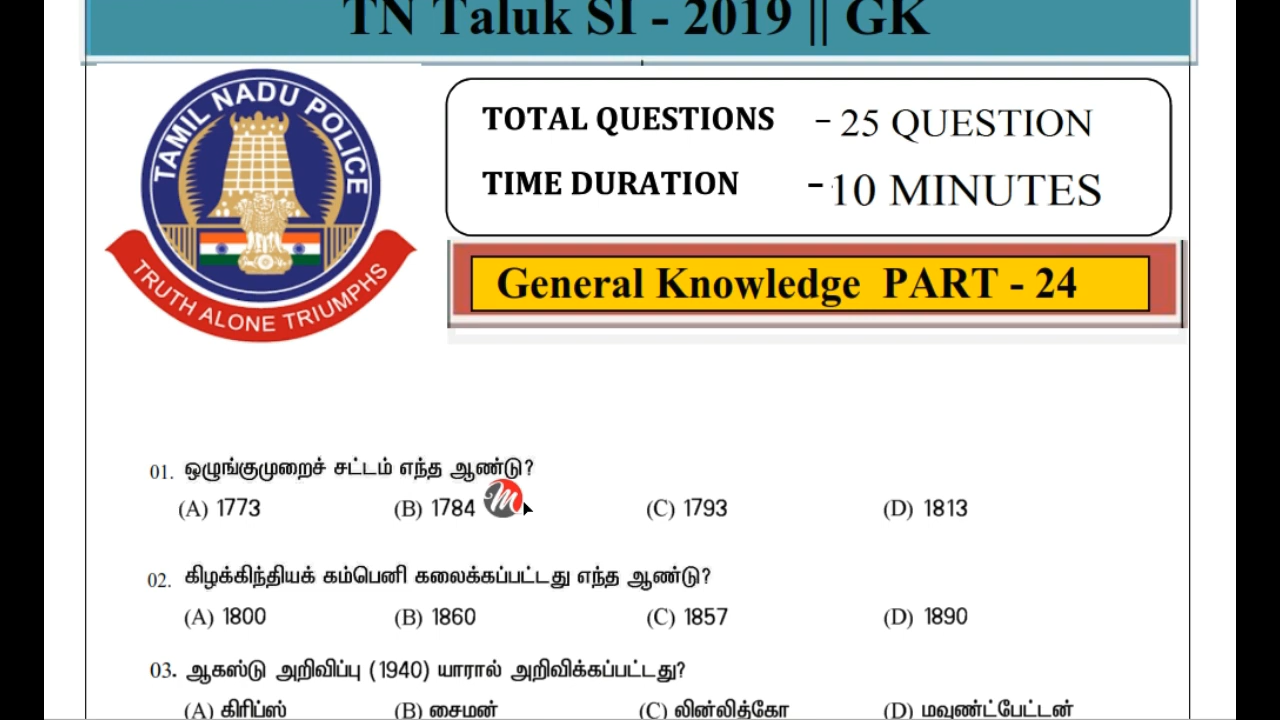 TN Taluk SI - 2019 || GK
TAMIL NADU POLICE
TRUTH ALONE TRIUMPHS
TOTAL QUESTIONS - 25 QUESTION
TIME DURATION - 10 MINUTES
General Knowledge PART - 24
01. ஒழுங்குமுறைச் சட்டம் எந்த ஆண்டு?
(A) 1773 (B) 1784 (C) 1793 (D) 1813
02. கிழக்கிந்தியக் கம்பெனி கலைக்கப்பட்டது எந்த ஆண்டு?
(A) 1800 (B) 1860 (C) 1857 (D) 1890
03. ஆகஸ்டு அறிவிப்பு (1940) யாரால் அறிவிக்கப்பட்டது?
(A) கிரிப்ஸ் (B) சைமன் (C) லின்லித்கோ (D) மவுண்ட்பேட்டன்